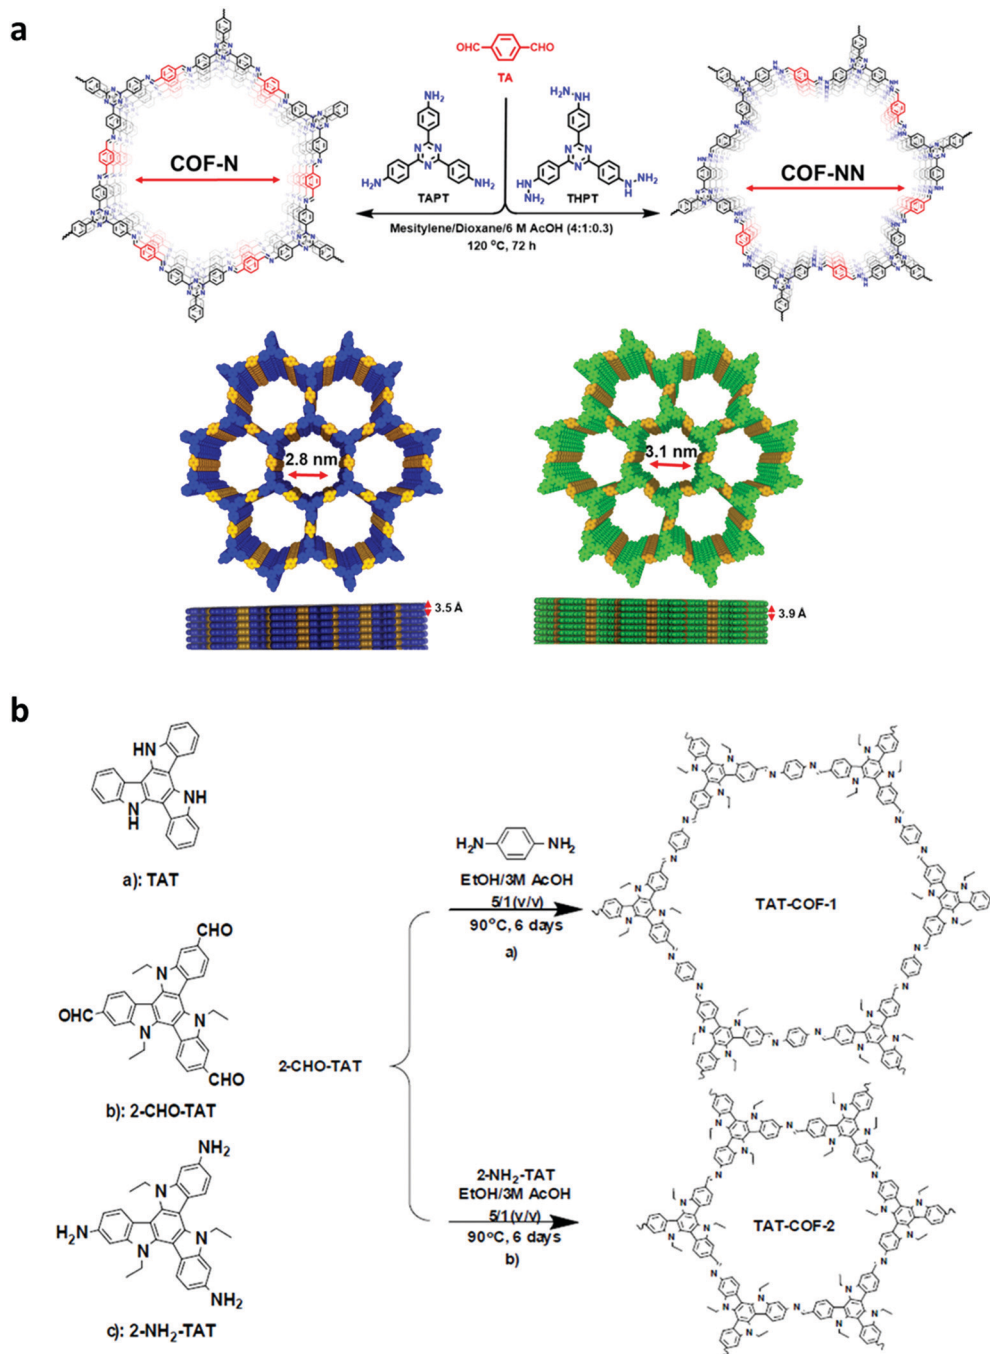 a
OHC
CHO
TA
NH₂
H₂N
NH₂
TAPT
H₂N
NH
NH
NH₂
HN
NH₂
THPT
COF-N
COF-NN
Mesitylene/Dioxane/6 M AcOH (4:1:0.3)
120 °C, 72 h
2.8 nm
3.1 nm
3.5 Å
3.9 Å
b
HN
NH
N
H
a): TAT
CHO
N
OHC
N
N
CHO
b): 2-CHO-TAT
NH₂
N
H₂N
N
N
NH₂
c): 2-NH₂-TAT
2-CHO-TAT
H₂N
NH₂
EtOH/3M AcOH
5/1(v/v)
90°C, 6 days
a)
TAT-COF-1
2-NH₂-TAT
EtOH/3M AcOH
5/1(v/v)
90°C, 6 days
b)
TAT-COF-2